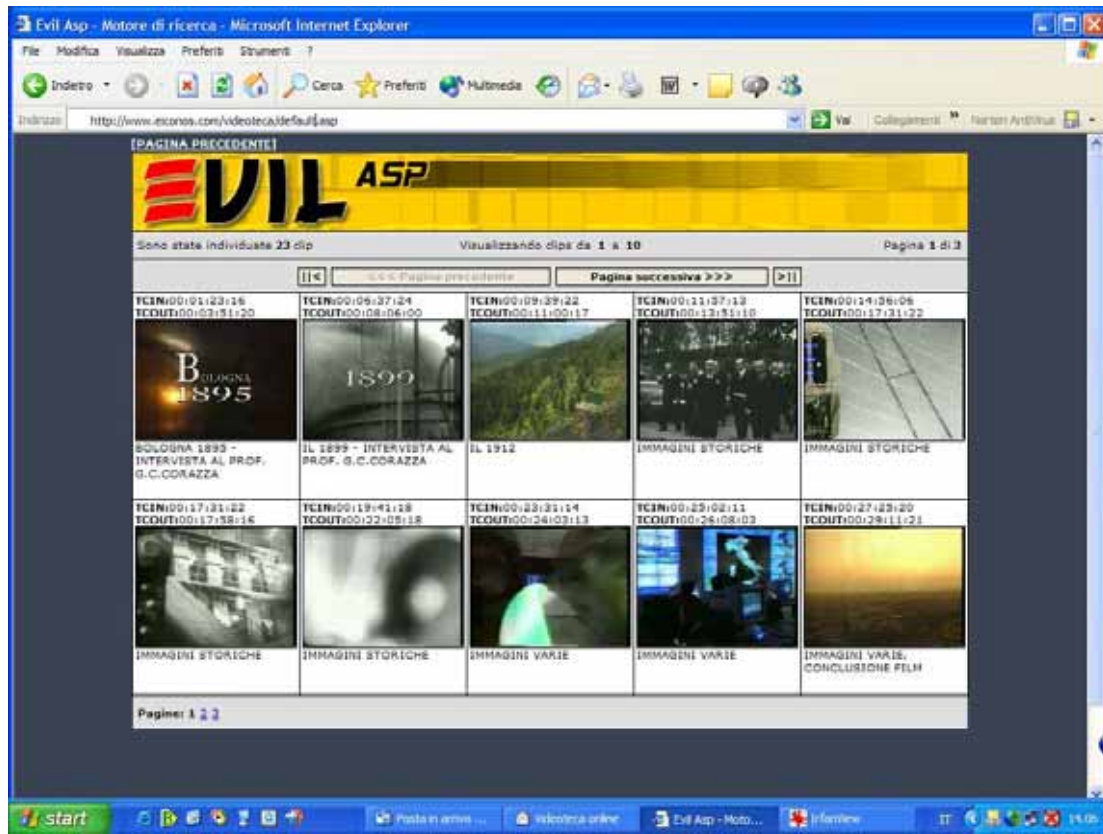 Evil Asp - Motore di ricerca - Microsoft Internet Explorer
File Modifica Visualizza Preferiti Strumenti ?
Indietro Cerca Preferiti Multimedia
Indirizzo http://www.eiconos.com/videoteca/default.asp Vai Collegamenti Norton AntiVirus
[PAGINA PRECEDENTE]
EVIL ASP
Sono state individuate 23 clip Visualizzando clips da 1 a 10 Pagina 1 di 3
||< <<< Pagina precedente Pagina successiva >>> >||
TCIN:00:01:23:16 TCIN:00:06:37:24 TCIN:00:09:39:22 TCIN:00:11:57:13 TCIN:00:14:56:06
TCOUT:00:03:51:20 TCOUT:00:08:06:00 TCOUT:00:11:00:17 TCOUT:00:13:51:10 TCOUT:00:17:31:22
BOLOGNA
1895
1899
BOLOGNA 1895 - IL 1899 - INTERVISTA AL IL 1912 IMMAGINI STORICHE IMMAGINI STORICHE
INTERVISTA AL PROF. PROF. G.C.CORAZZA
G.C.CORAZZA
TCIN:00:17:31:22 TCIN:00:19:41:18 TCIN:00:23:31:14 TCIN:00:25:02:11 TCIN:00:27:25:20
TCOUT:00:17:58:16 TCOUT:00:22:05:18 TCOUT:00:24:03:13 TCOUT:00:26:08:03 TCOUT:00:29:11:21
IMMAGINI STORICHE IMMAGINI STORICHE IMMAGINI VARIE IMMAGINI VARIE IMMAGINI VARIE,
CONCLUSIONE FILM
Pagine: 1 2 3
start Posta in arrivo ... videoteca online Evil Asp - Moto... IrfanView IT 14.05